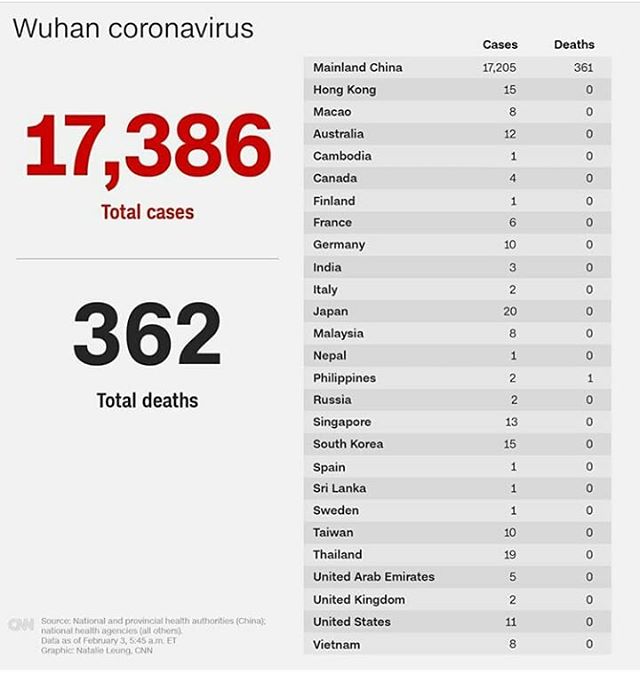 Wuhan coronavirus
17,386
Total cases
362
Total deaths
Cases Deaths
Mainland China 17,205 361
Hong Kong 15 0
Macao 8 0
Australia 12 0
Cambodia 1 0
Canada 4 0
Finland 1 0
France 6 0
Germany 10 0
India 3 0
Italy 2 0
Japan 20 0
Malaysia 8 0
Nepal 1 0
Philippines 2 1
Russia 2 0
Singapore 13 0
South Korea 15 0
Spain 1 0
Sri Lanka 1 0
Sweden 1 0
Taiwan 10 0
Thailand 19 0
United Arab Emirates 5 0
United Kingdom 2 0
United States 11 0
Vietnam 8 0
CNN
Source: National and provincial health authorities (China);
national health agencies (all others).
Data as of February 3, 5:45 a.m. ET
Graphic: Natalie Leung, CNN